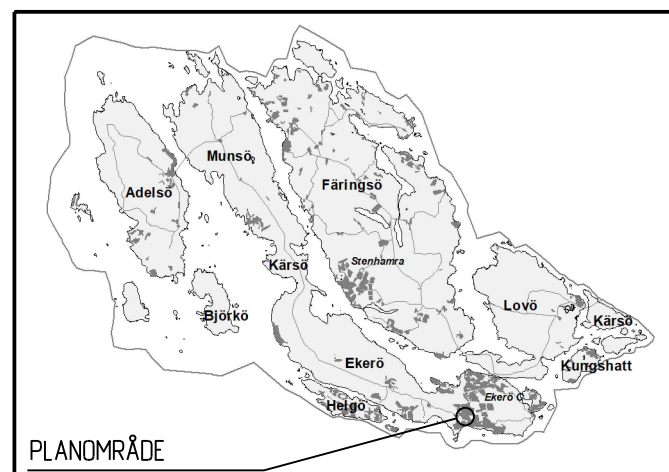 Munsö
Adelsö
Färingsö
Kärsö
Stenhamra
Björkö
Lovö
Kärsö
Kungshatt
Ekerö
Ekerö C
Helgö
PLANOMRÅDE